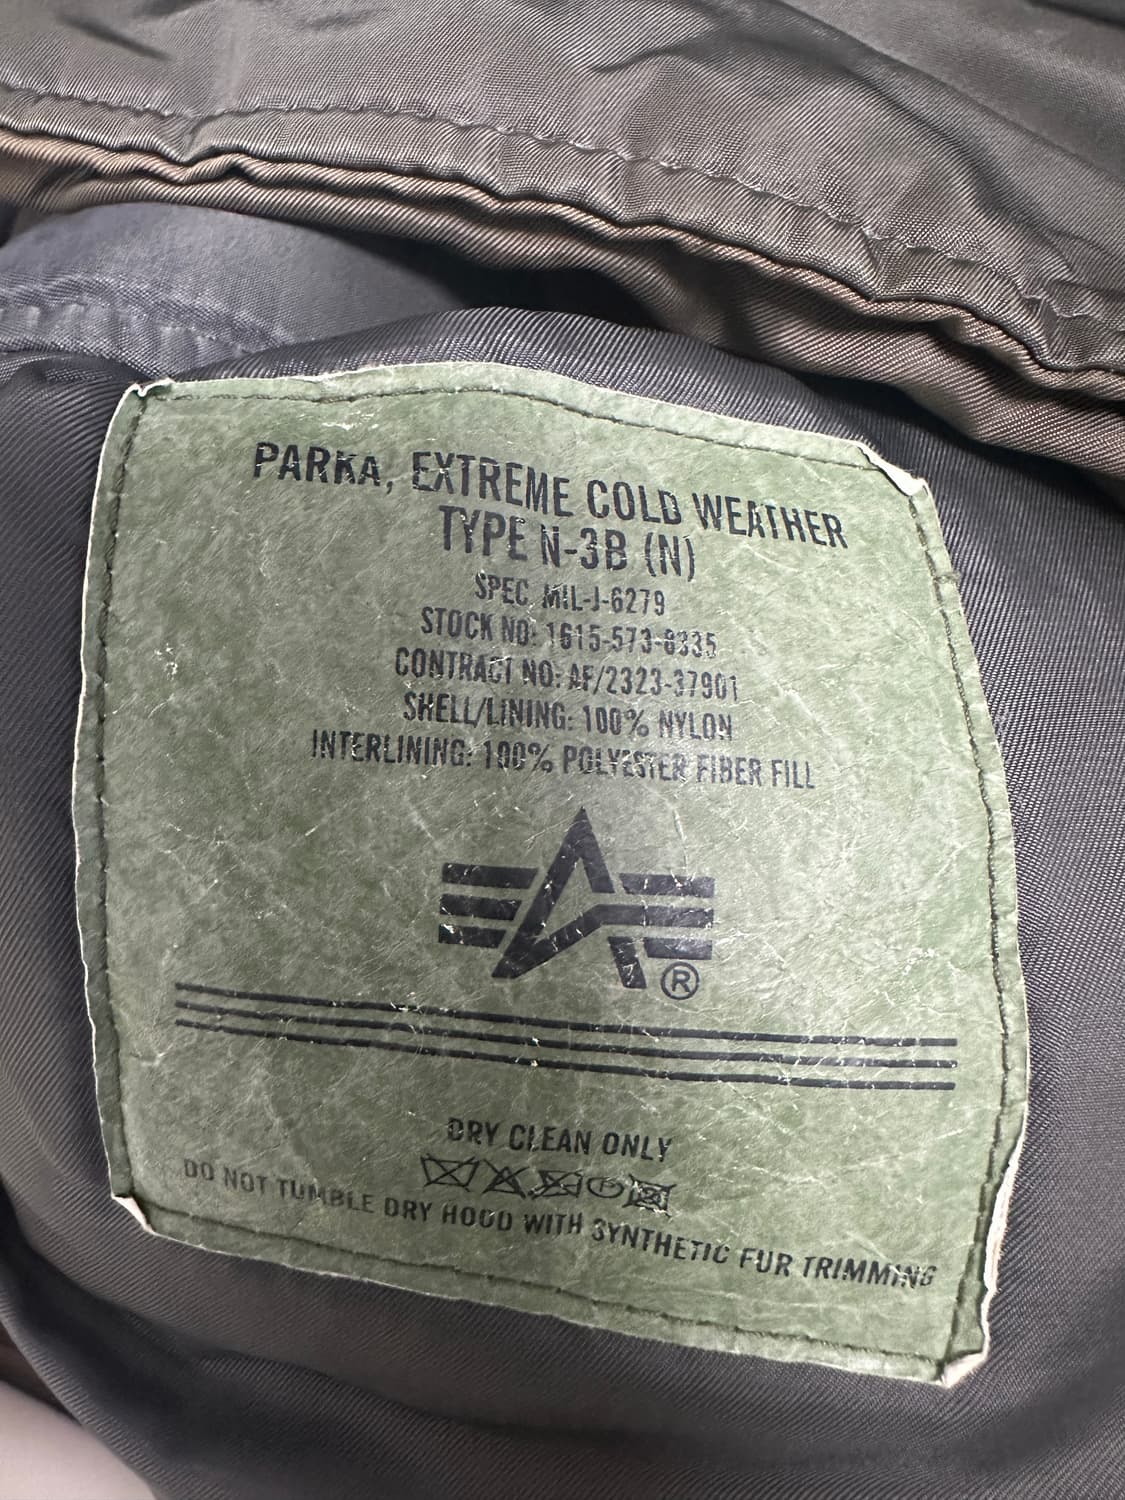 PARKA, EXTREME COLD WEATHER
TYPE N-3B (N)
SPEC. MIL-J-6279
STOCK NO: 1615-573-8335
CONTRACT NO: AF/2323-37901
SHELL/LINING: 100% NYLON
INTERLINING: 100% POLYESTER FIBER FILL
®
DRY CLEAN ONLY
DO NOT TUMBLE DRY HOOD WITH SYNTHETIC FUR TRIMMING